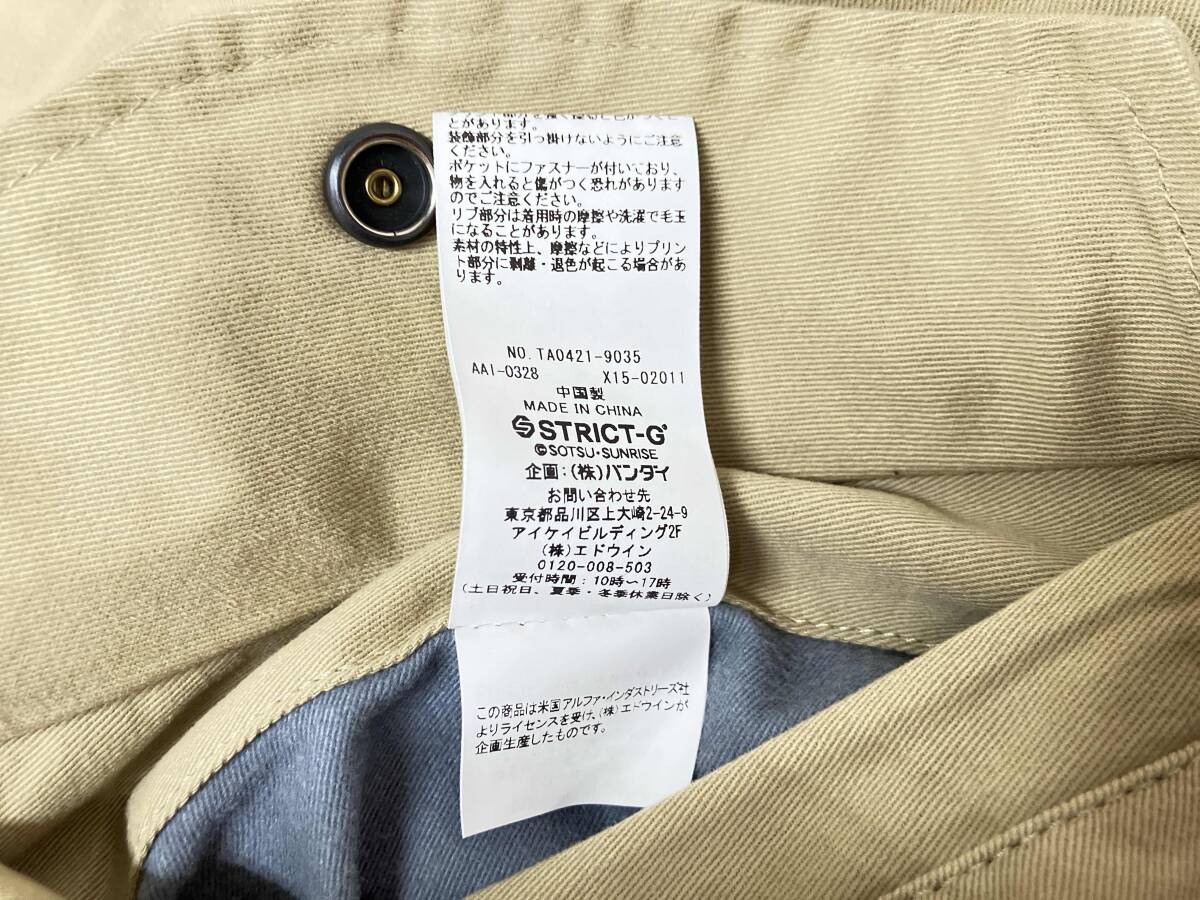 とがあります。
装飾部分を引っ掛けないようにご注意
ください。
ポケットにファスナーが付いており、
物を入れると傷がつく恐れがあります
のでご注意ください。
リブ部分は着用時の摩擦や洗濯で毛玉
になることがあります。
素材の特性上、摩擦などによりプリン
ト部分に剥離・退色が起こる場合があ
ります。
NO. TA0421-9035
AAI-0328 X15-02011
中国製
MADE IN CHINA
STRICT-G
©SOTSU・SUNRISE
企画：(株)バンダイ
お問い合わせ先
東京都品川区上大崎2-24-9
アイケイビルディング2F
(株)エドウイン
0120-008-503
受付時間：10時〜17時
(土日祝日、夏季・冬季休業日除く)
この商品は米国アルファ・インダストリーズ社
よりライセンスを受け、(株)エドウインが
企画生産したものです。